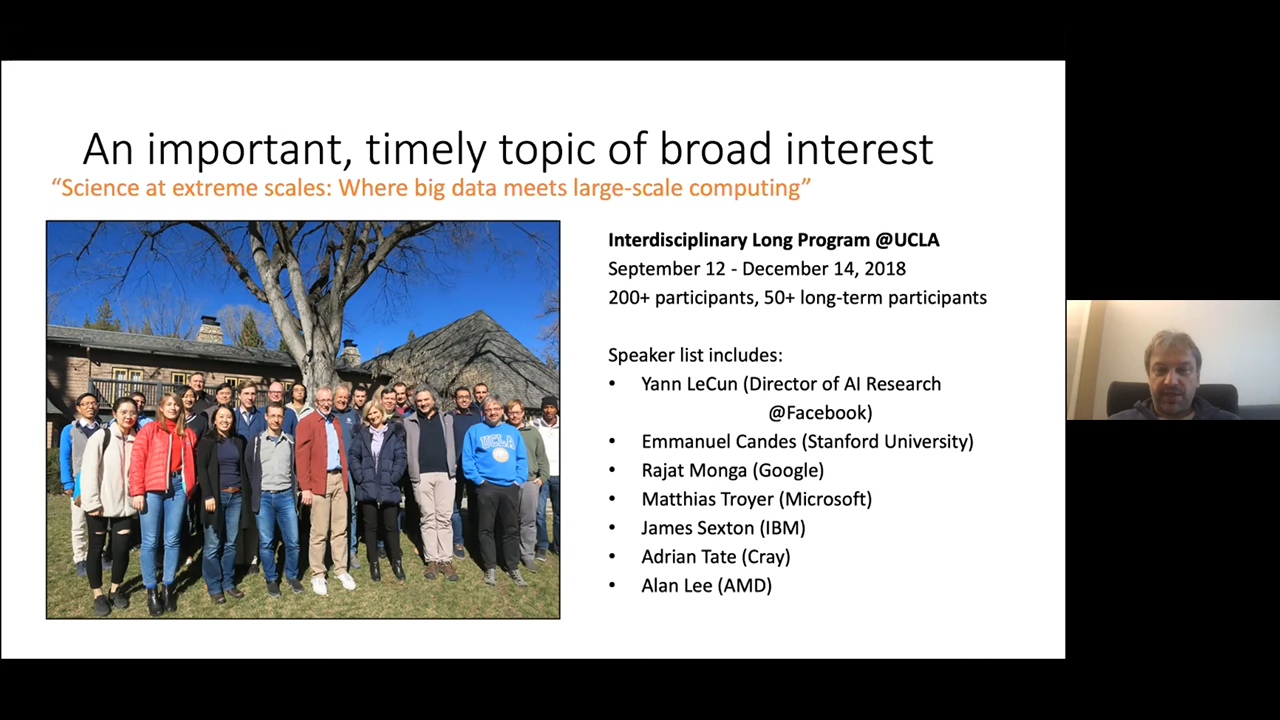 An important, timely topic of broad interest
“Science at extreme scales: Where big data meets large-scale computing”
Interdisciplinary Long Program @UCLA
September 12 - December 14, 2018
200+ participants, 50+ long-term participants
Speaker list includes:
• Yann LeCun (Director of AI Research
@Facebook)
• Emmanuel Candes (Stanford University)
• Rajat Monga (Google)
• Matthias Troyer (Microsoft)
• James Sexton (IBM)
• Adrian Tate (Cray)
• Alan Lee (AMD)
UCLA